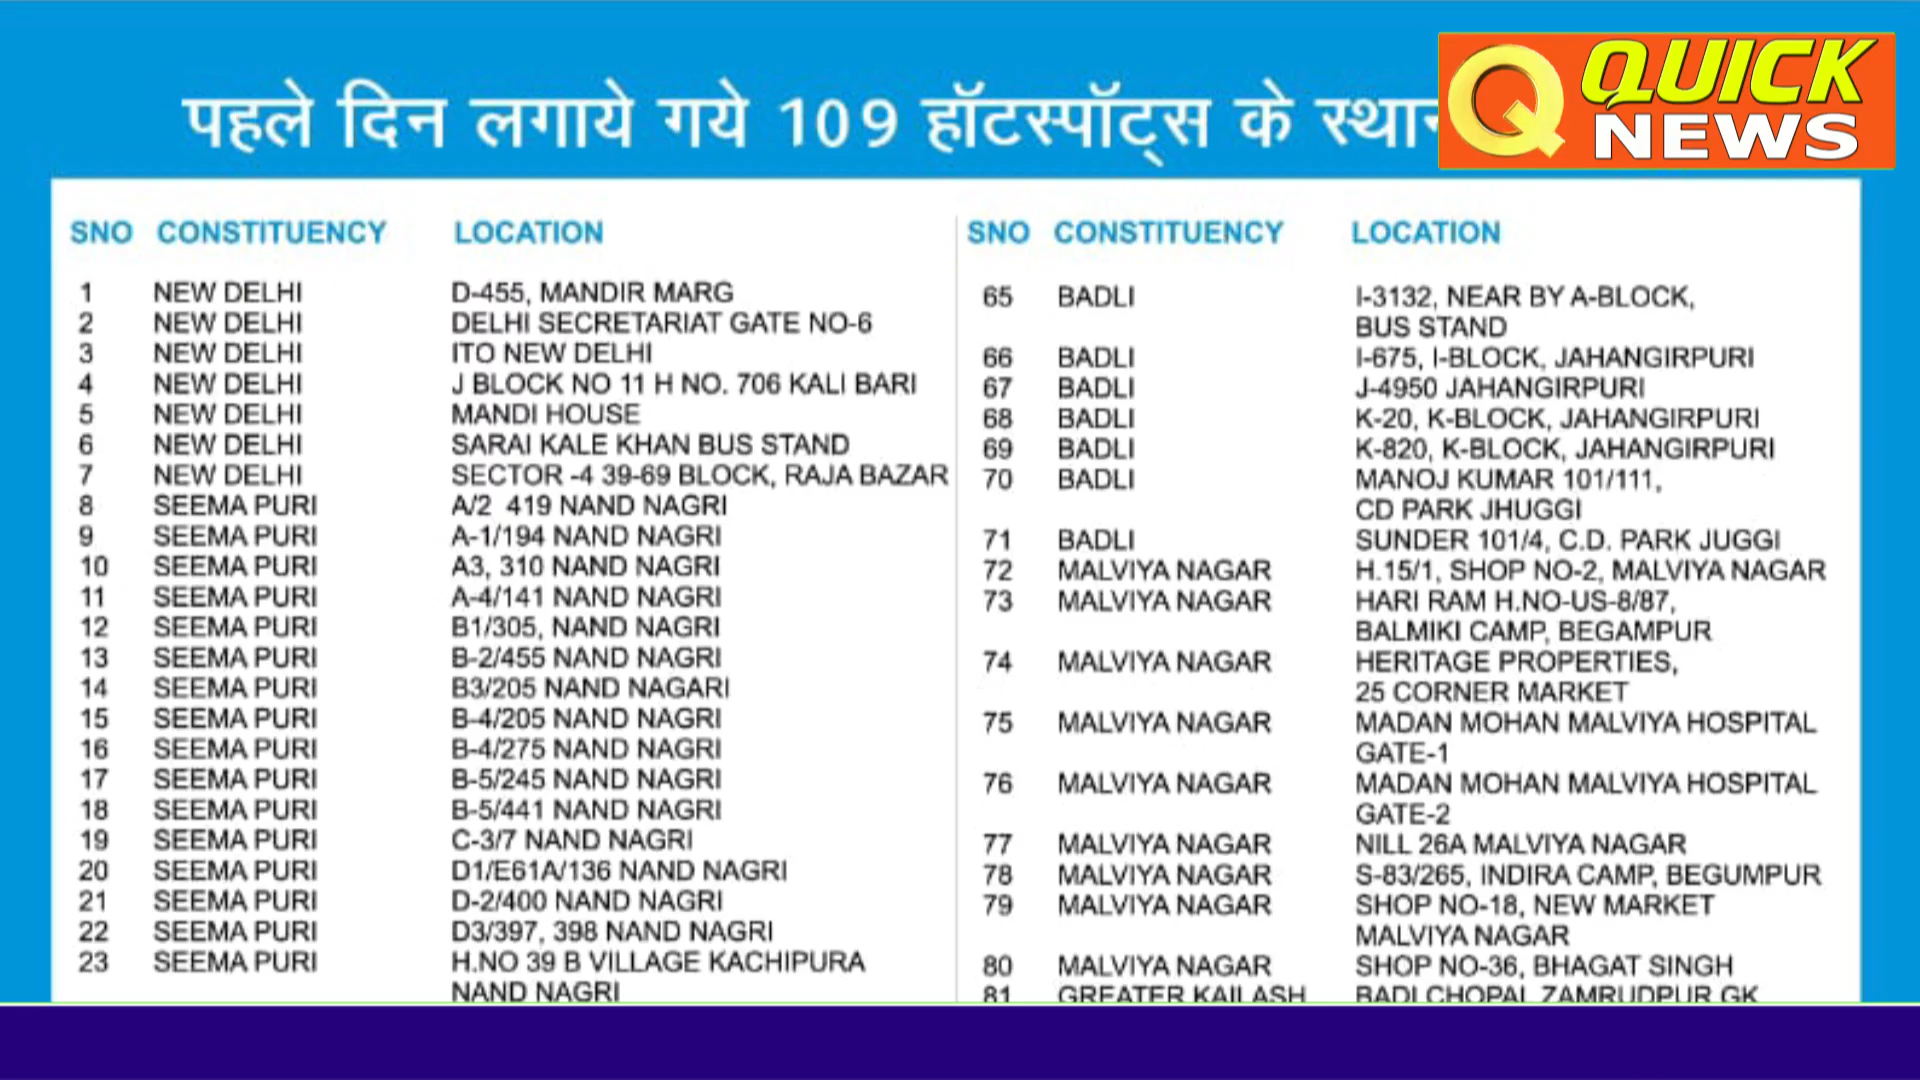 पहले दिन लगाये गये 109 हॉटस्पॉट्स के
QUICK
NEWS
SNO CONSTITUENCY LOCATION
1 NEW DELHI D-455, MANDIR MARG
2 NEW DELHI DELHI SECRETARIAT GATE NO-6
3 NEW DELHI ITO NEW DELHI
4 NEW DELHI J BLOCK NO 11 H NO. 706 KALI BARI
5 NEW DELHI MANDI HOUSE
6 NEW DELHI SARAI KALE KHAN BUS STAND
7 NEW DELHI SECTOR -4 39-69 BLOCK, RAJA BAZAR
8 SEEMA PURI A/2 419 NAND NAGRI
9 SEEMA PURI A-1/194 NAND NAGRI
10 SEEMA PURI A3, 310 NAND NAGRI
11 SEEMA PURI A-4/141 NAND NAGRI
12 SEEMA PURI B1/305, NAND NAGRI
13 SEEMA PURI B-2/455 NAND NAGRI
14 SEEMA PURI B3/205 NAND NAGARI
15 SEEMA PURI B-4/205 NAND NAGRI
16 SEEMA PURI B-4/275 NAND NAGRI
17 SEEMA PURI B-5/245 NAND NAGRI
18 SEEMA PURI B-5/441 NAND NAGRI
19 SEEMA PURI C-3/7 NAND NAGRI
20 SEEMA PURI D1/E61A/136 NAND NAGRI
21 SEEMA PURI D-2/400 NAND NAGRI
22 SEEMA PURI D3/397, 398 NAND NAGRI
23 SEEMA PURI H.NO 39 B VILLAGE KACHIPURA
NAND NAGRI
SNO CONSTITUENCY LOCATION
65 BADLI I-3132, NEAR BY A-BLOCK,
BUS STAND
66 BADLI I-675, I-BLOCK, JAHANGIRPURI
67 BADLI J-4950 JAHANGIRPURI
68 BADLI K-20, K-BLOCK, JAHANGIRPURI
69 BADLI K-820, K-BLOCK, JAHANGIRPURI
70 BADLI MANOJ KUMAR 101/111,
CD PARK JHUGGI
71 BADLI SUNDER 101/4, C.D. PARK JUGGI
72 MALVIYA NAGAR H.15/1, SHOP NO-2, MALVIYA NAGAR
73 MALVIYA NAGAR HARI RAM H.NO-US-8/87,
BALMIKI CAMP, BEGAMPUR
74 MALVIYA NAGAR HERITAGE PROPERTIES,
25 CORNER MARKET
75 MALVIYA NAGAR MADAN MOHAN MALVIYA HOSPITAL
GATE-1
76 MALVIYA NAGAR MADAN MOHAN MALVIYA HOSPITAL
GATE-2
77 MALVIYA NAGAR NILL 26A MALVIYA NAGAR
78 MALVIYA NAGAR S-83/265, INDIRA CAMP, BEGUMPUR
79 MALVIYA NAGAR SHOP NO-18, NEW MARKET
MALVIYA NAGAR
80 MALVIYA NAGAR SHOP NO-36, BHAGAT SINGH
81 GREATER KAILASH BADI CHOPAL ZAMRUDPUR GK